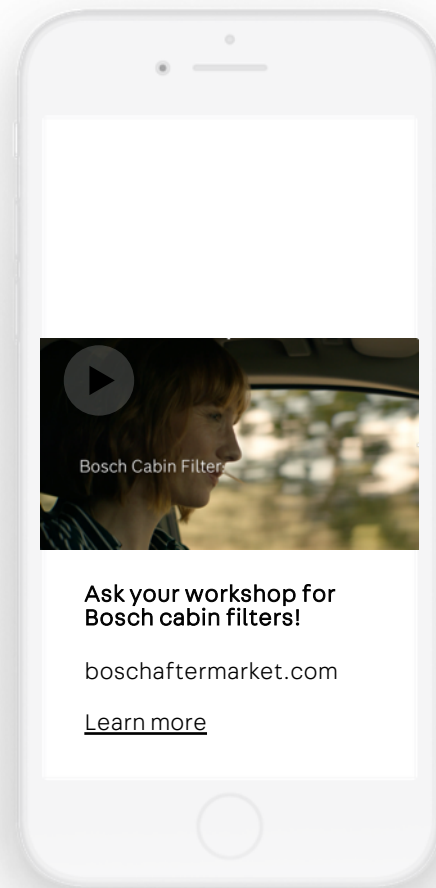 Bosch Cabin Filter
Ask your workshop for
Bosch cabin filters!
boschaftermarket.com
Learn more